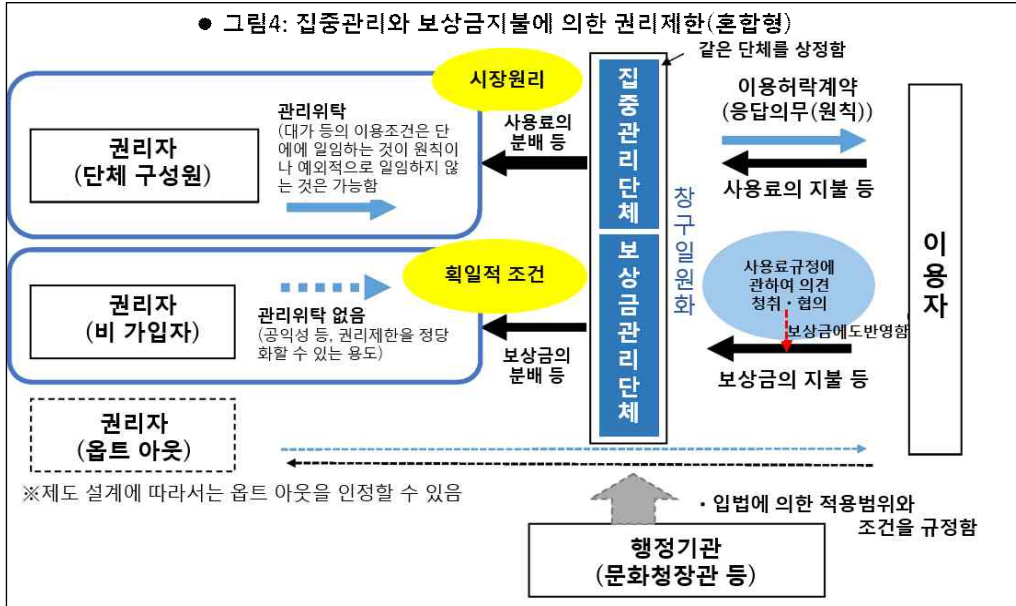 ● 그림4: 집중관리와 보상금지불에 의한 권리제한(혼합형)
같은 단체를 상정함
시장원리
관리위탁
(대가 등의 이용조건은 단
에에 일임하는 것이 원칙이
나 예외적으로 일임하지 않
는 것은 가능함
권리자
(단체 구성원)
사용료의
분배 등
집중관리단체
이용허락계약
(응답의무(원칙))
사용료의 지불 등
창구일원화
이용자
획일적 조건
권리자
(비 가입자)
관리위탁 없음
(공익성 등, 권리제한을 정당
화할 수 있는 용도)
보상금의
분배 등
보상금관리단체
사용료규정에
관하여 의견
청취・협의
보상금에도반영함
보상금의 지불 등
권리자
(옵트 아웃)
※제도 설계에 따라서는 옵트 아웃을 인정할 수 있음
・입법에 의한 적용범위와
조건을 규정함
행정기관
(문화청장관 등)